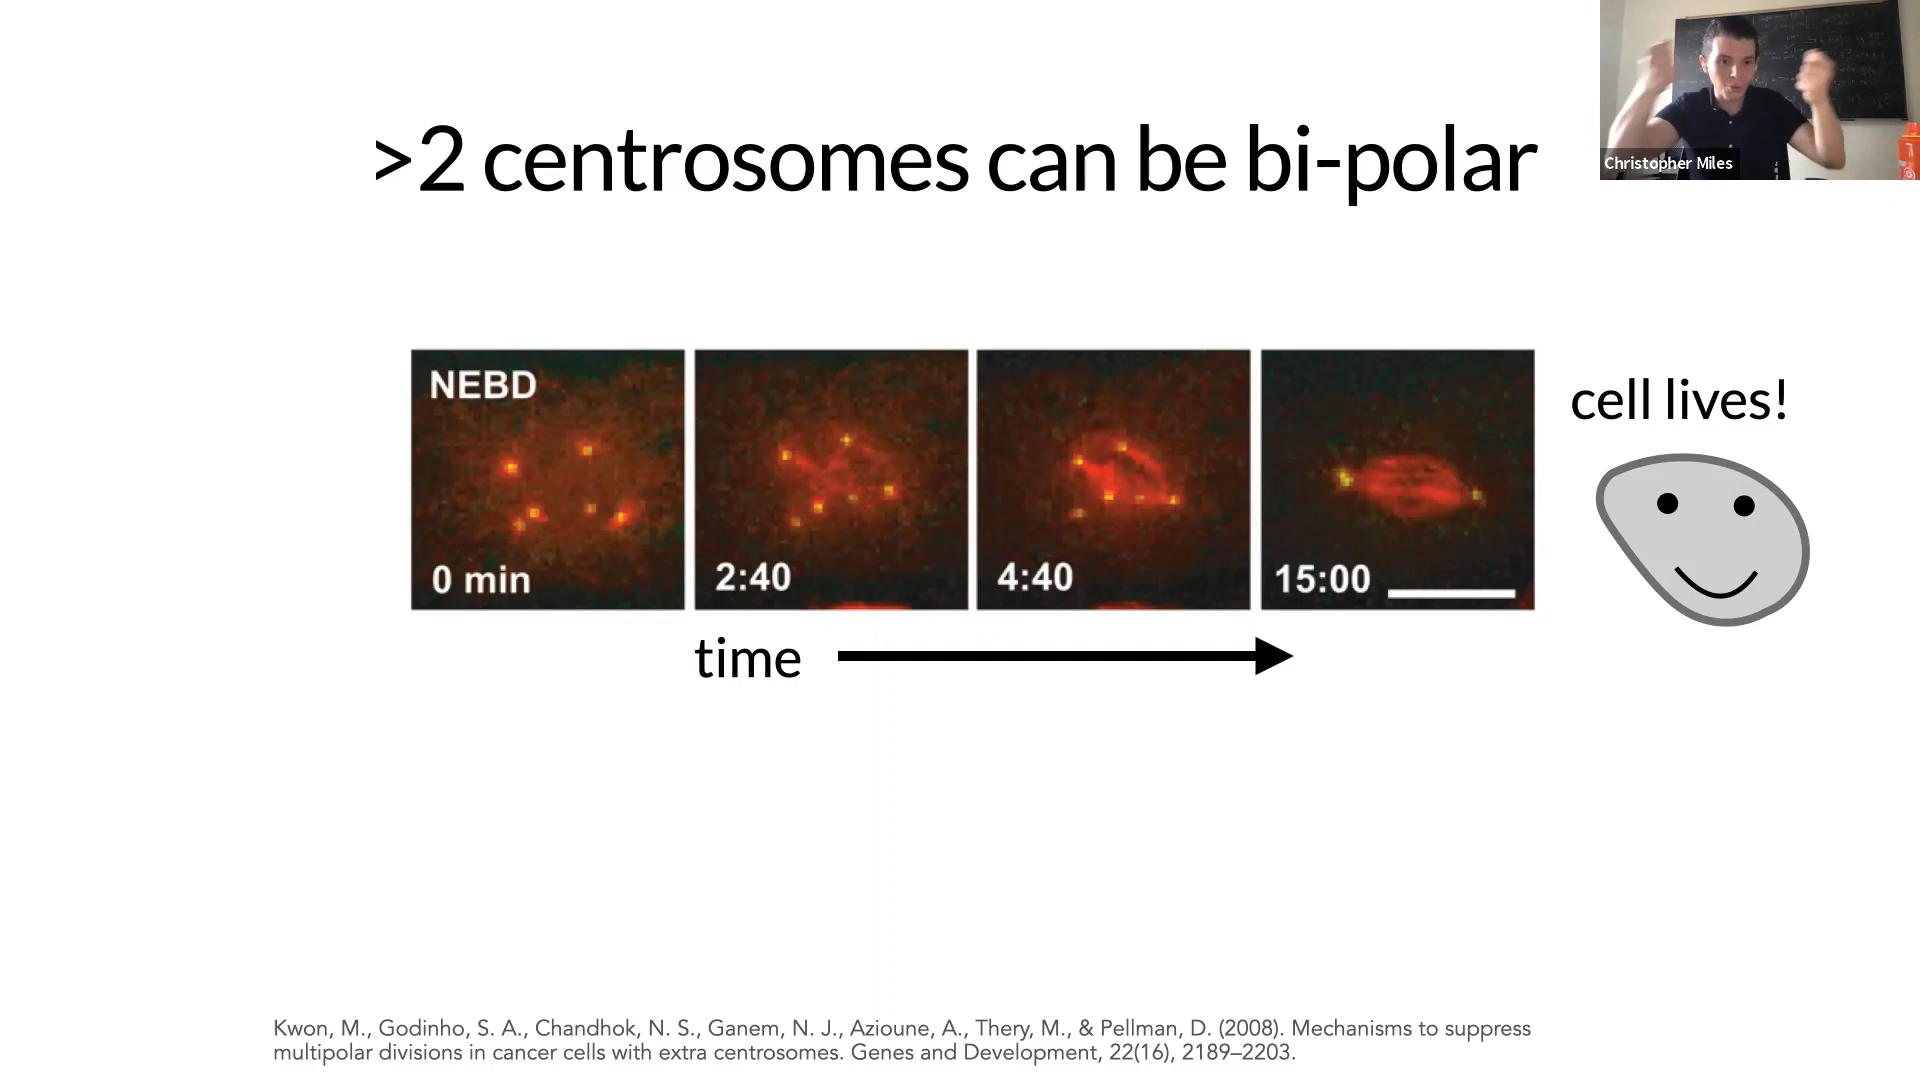 >2 centrosomes can be bi-polar
Christopher Miles
NEBD
0 min
2:40
4:40
15:00
cell lives!
time
Kwon, M., Godinho, S. A., Chandhok, N. S., Ganem, N. J., Azioune, A., Thery, M., & Pellman, D. (2008). Mechanisms to suppress
multipolar divisions in cancer cells with extra centrosomes. Genes and Development, 22(16), 2189–2203.